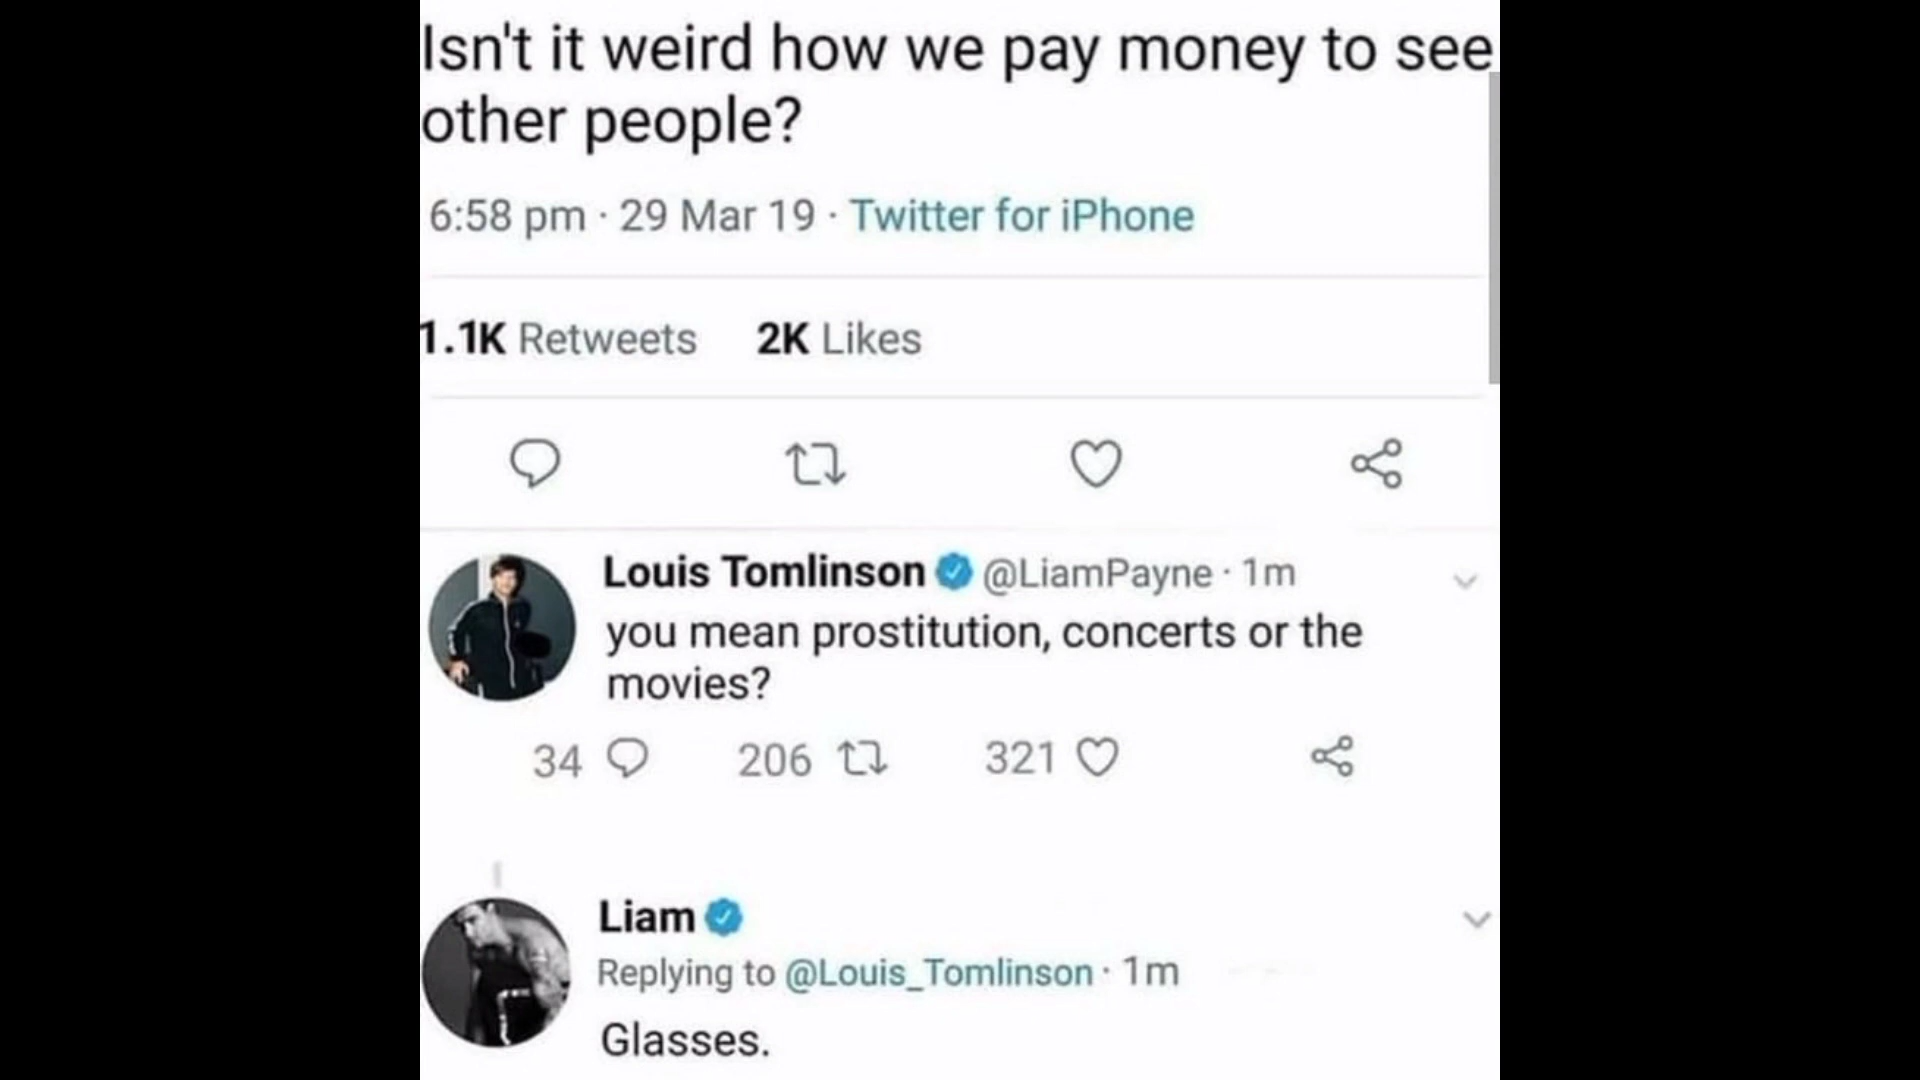 Isn't it weird how we pay money to see
other people?
6:58 pm · 29 Mar 19 · Twitter for iPhone
1.1K Retweets 2K Likes
Louis Tomlinson @LiamPayne · 1m
you mean prostitution, concerts or the
movies?
34 206 321
Liam
Replying to @Louis_Tomlinson · 1m
Glasses.